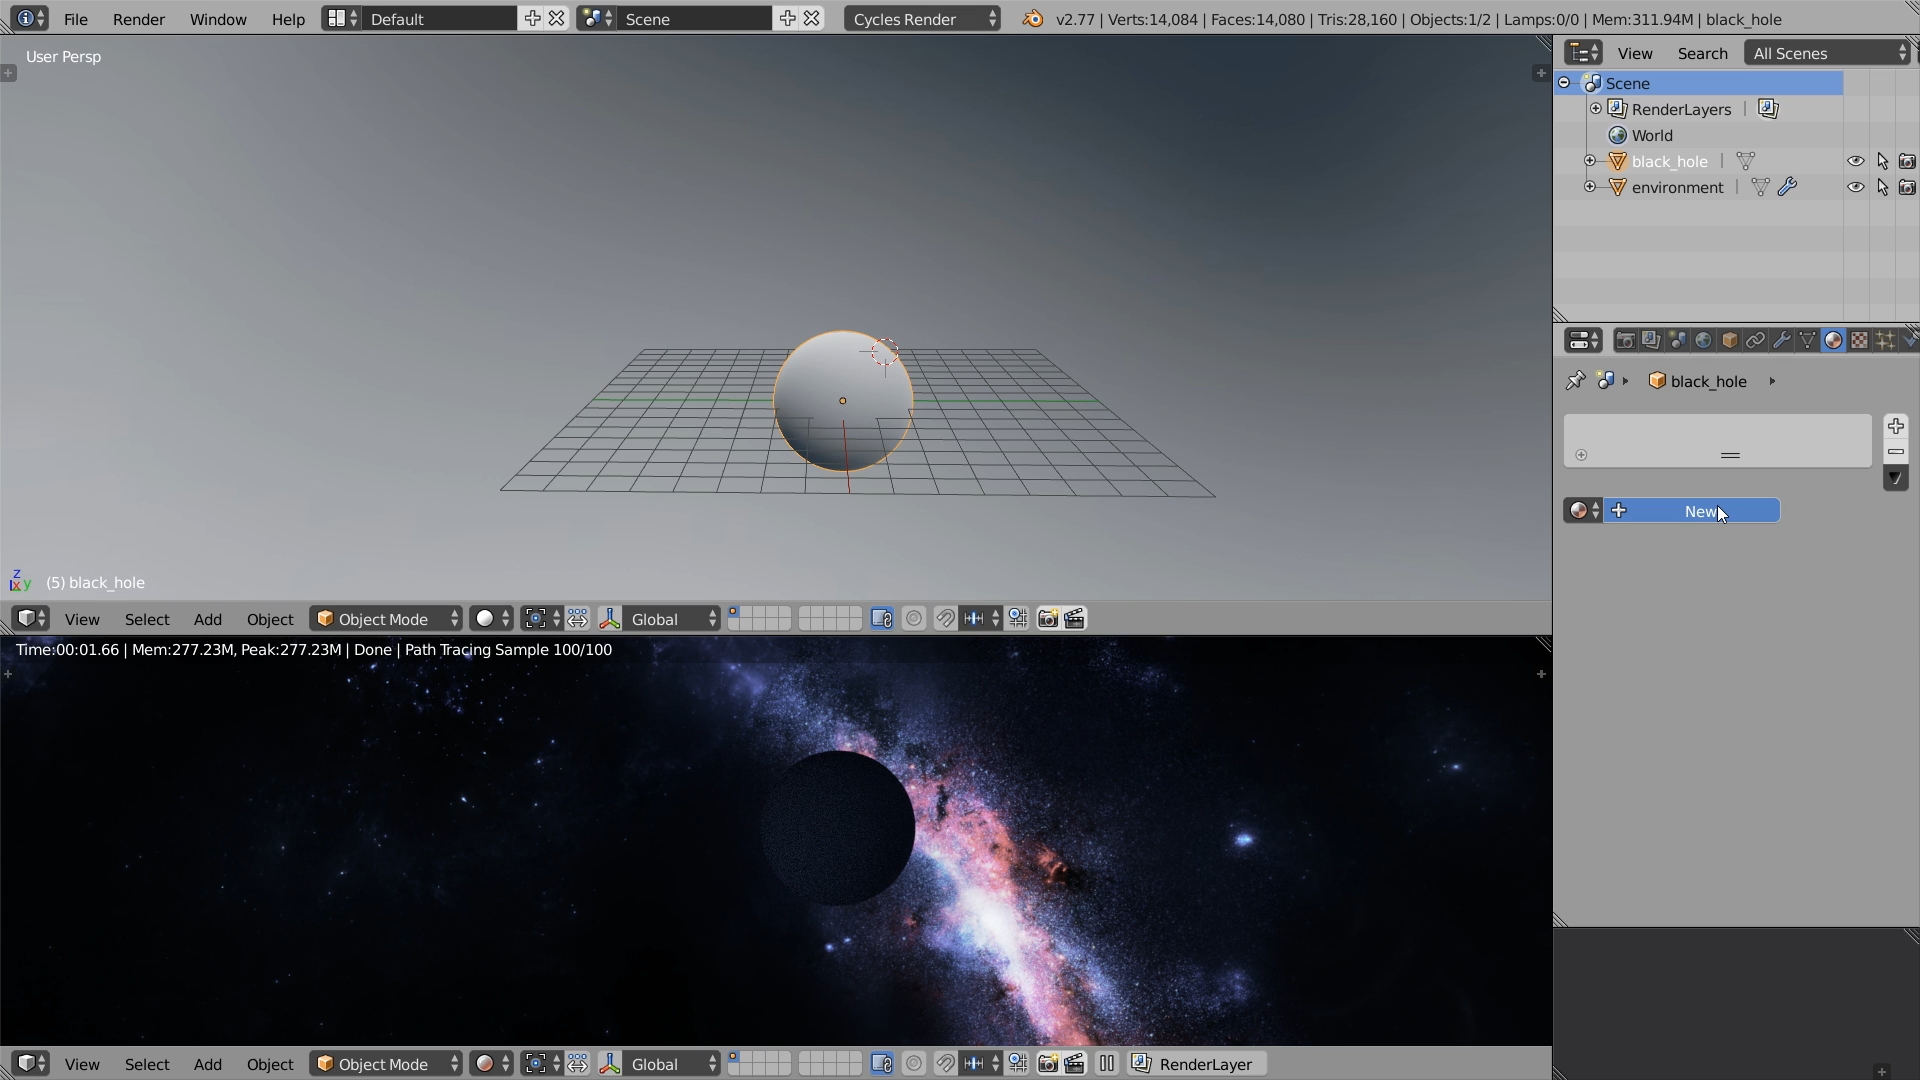 File Render Window Help Default Scene Cycles Render v2.77 | Verts:14,084 | Faces:14,080 | Tris:28,160 | Objects:1/2 | Lamps:0/0 | Mem:311.94M | black_hole
User Persp
View Search All Scenes
Scene
RenderLayers
World
black_hole
environment
black_hole
New
z
x y
(5) black_hole
View Select Add Object Object Mode Global
Time:00:01.66 | Mem:277.23M, Peak:277.23M | Done | Path Tracing Sample 100/100
View Select Add Object Object Mode Global RenderLayer